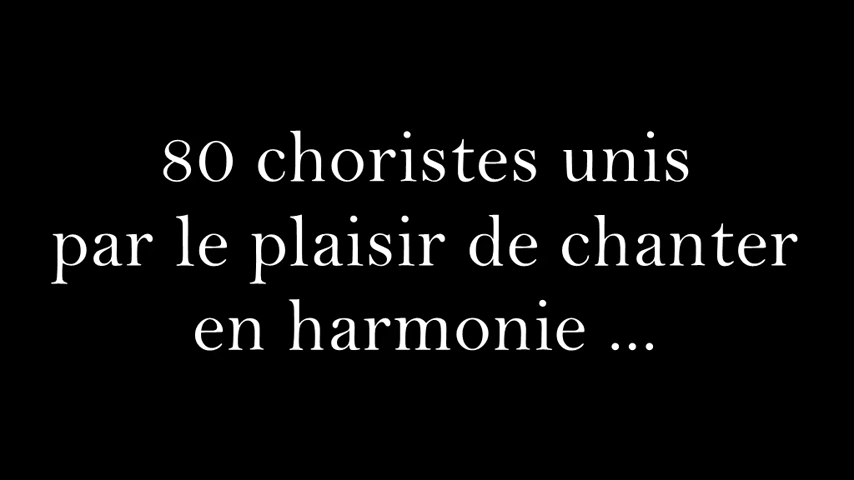 80 choristes unis
par le plaisir de chanter
en harmonie ...